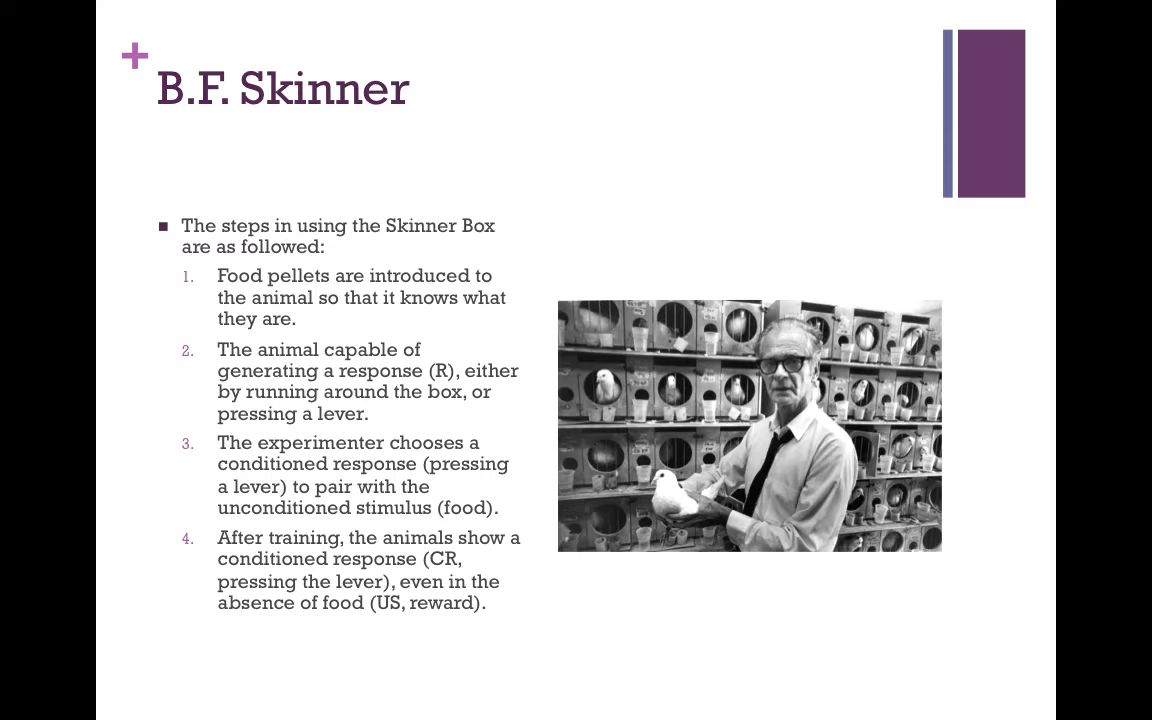 +
B.F. Skinner
The steps in using the Skinner Box
are as followed:
1. Food pellets are introduced to
the animal so that it knows what
they are.
2. The animal capable of
generating a response (R), either
by running around the box, or
pressing a lever.
3. The experimenter chooses a
conditioned response (pressing
a lever) to pair with the
unconditioned stimulus (food).
4. After training, the animals show a
conditioned response (CR,
pressing the lever), even in the
absence of food (US, reward).